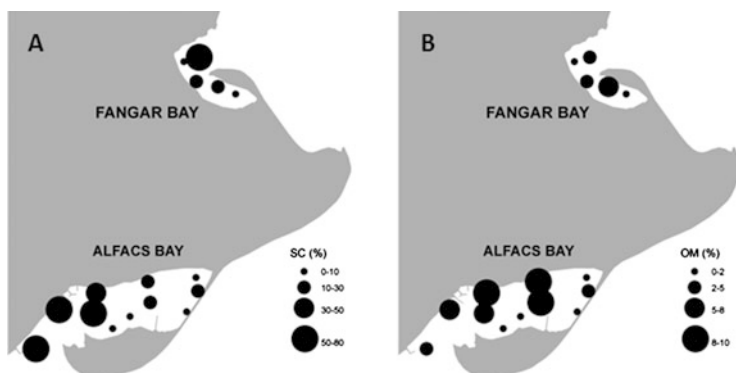 A
FANGAR BAY
ALFACS BAY
SC (%)
0-10
10-30
30-50
50-80
B
FANGAR BAY
ALFACS BAY
OM (%)
0-2
2-5
5-8
8-10